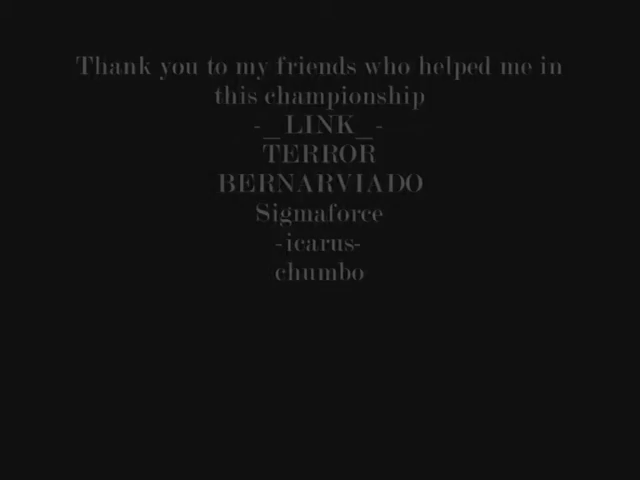 Thank you to my friends who helped me in
this championship
-_LINK_-
TERROR
BERNARVIADO
Sigmaforce
-icarus-
chumbo